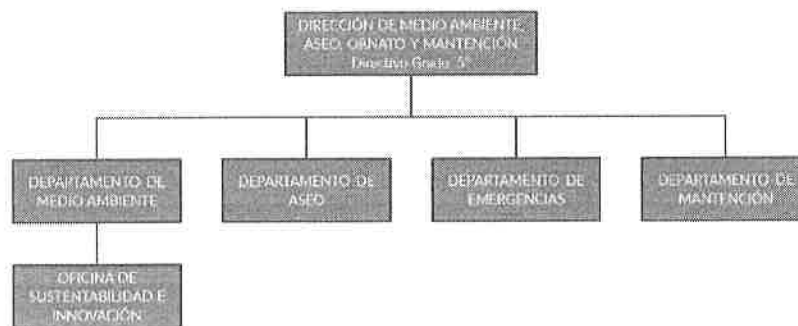 DIRECCIÓN DE MEDIO AMBIENTE,
ASEO, ORNATO Y MANTENCIÓN
Directivo Grado 5°
DEPARTAMENTO DE
MEDIO AMBIENTE
DEPARTAMENTO DE
ASEO
DEPARTAMENTO DE
EMERGENCIAS
DEPARTAMENTO DE
MANTENCIÓN
OFICINA DE
SUSTENTABILIDAD E
INNOVACIÓN